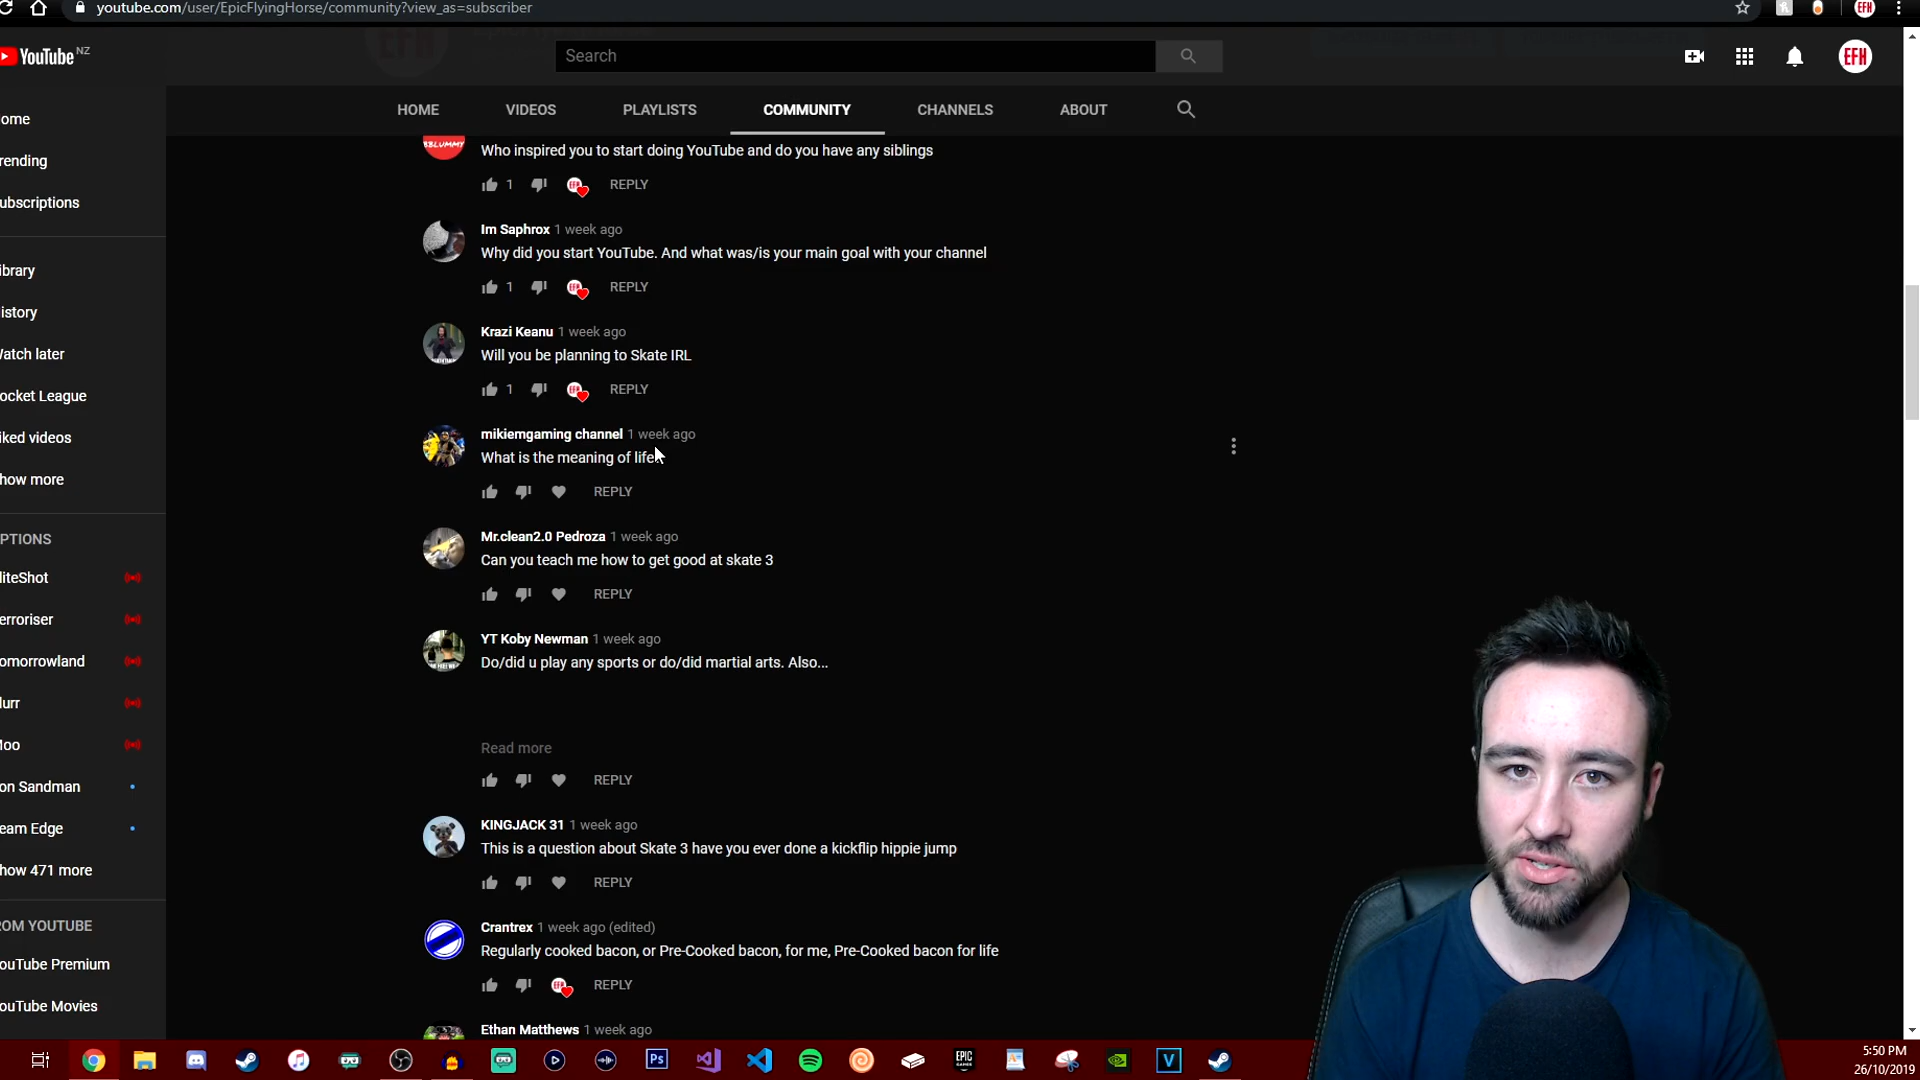 youtube.com/user/EpicFlyingHorse/community?view_as=subscriber
EFH
YouTube NZ
Search
EFH
HOME VIDEOS PLAYLISTS COMMUNITY CHANNELS ABOUT
ome
rending
ubscriptions
ibrary
istory
Vatch later
ocket League
iked videos
how more
PTIONS
liteShot
erroriser
omorrowland
lurr
Moo
on Sandman
eam Edge
how 471 more
ROM YOUTUBE
ouTube Premium
ouTube Movies
BBLUMMY
Who inspired you to start doing YouTube and do you have any siblings
1 REPLY
Im Saphrox 1 week ago
Why did you start YouTube. And what was/is your main goal with your channel
1 REPLY
Krazi Keanu 1 week ago
Will you be planning to Skate IRL
1 REPLY
mikiemgaming channel 1 week ago
What is the meaning of life
REPLY
Mr.clean2.0 Pedroza 1 week ago
Can you teach me how to get good at skate 3
REPLY
YT Koby Newman 1 week ago
Do/did u play any sports or do/did martial arts. Also...
Read more
REPLY
KINGJACK 31 1 week ago
This is a question about Skate 3 have you ever done a kickflip hippie jump
REPLY
Crantrex 1 week ago (edited)
Regularly cooked bacon, or Pre-Cooked bacon, for me, Pre-Cooked bacon for life
REPLY
Ethan Matthews 1 week ago
Ps
EPIC GAMES
V
5:50 PM
26/10/2019